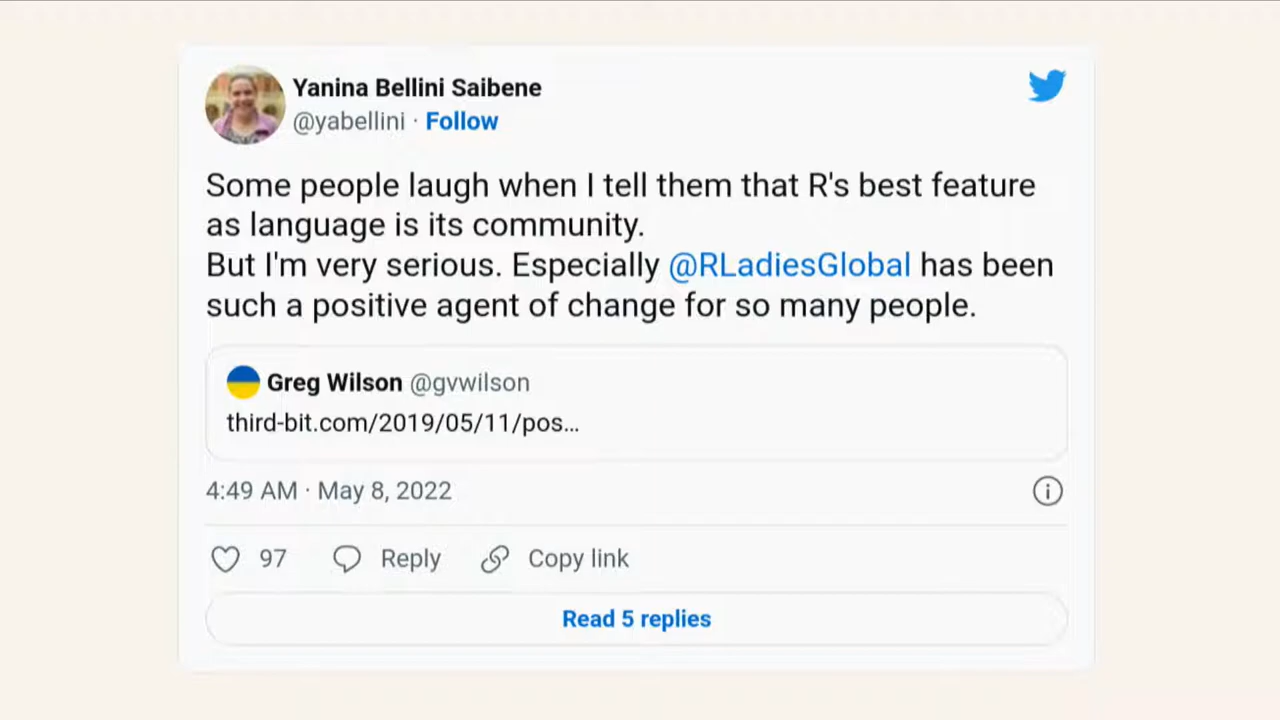 Yanina Bellini Saibene
@yabellini · Follow
Some people laugh when I tell them that R's best feature
as language is its community.
But I'm very serious. Especially @RLadiesGlobal has been
such a positive agent of change for so many people.
Greg Wilson @gvwilson
third-bit.com/2019/05/11/pos…
4:49 AM · May 8, 2022
97 Reply Copy link
Read 5 replies